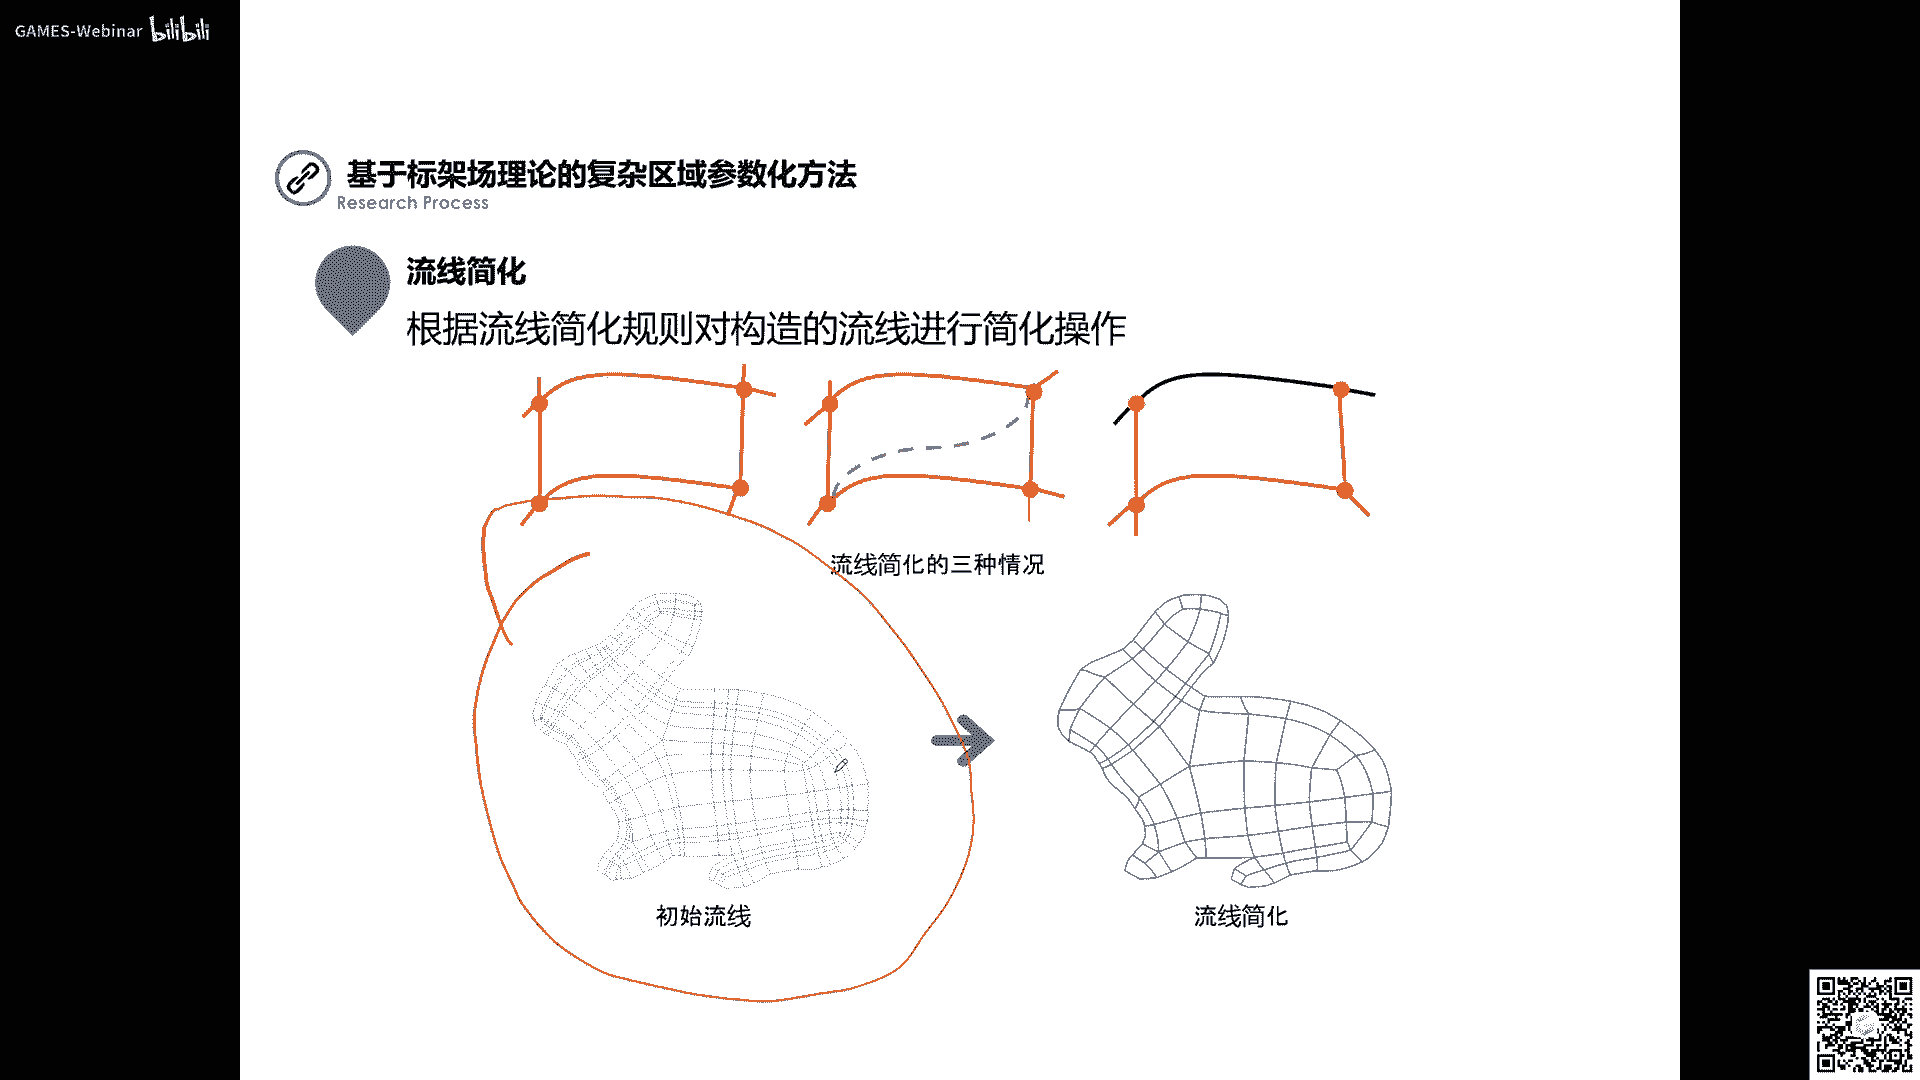 GAMES-Webinar bilibili
基于标架场理论的复杂区域参数化方法
Research Process
流线简化
根据流线简化规则对构造的流线进行简化操作
流线简化的三种情况
初始流线
流线简化